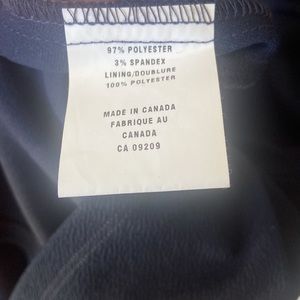 97% POLYESTER
3% SPANDEX
LINING/DOUBLURE
100% POLYESTER
MADE IN CANADA
FABRIQUE AU
CANADA
CA 09209